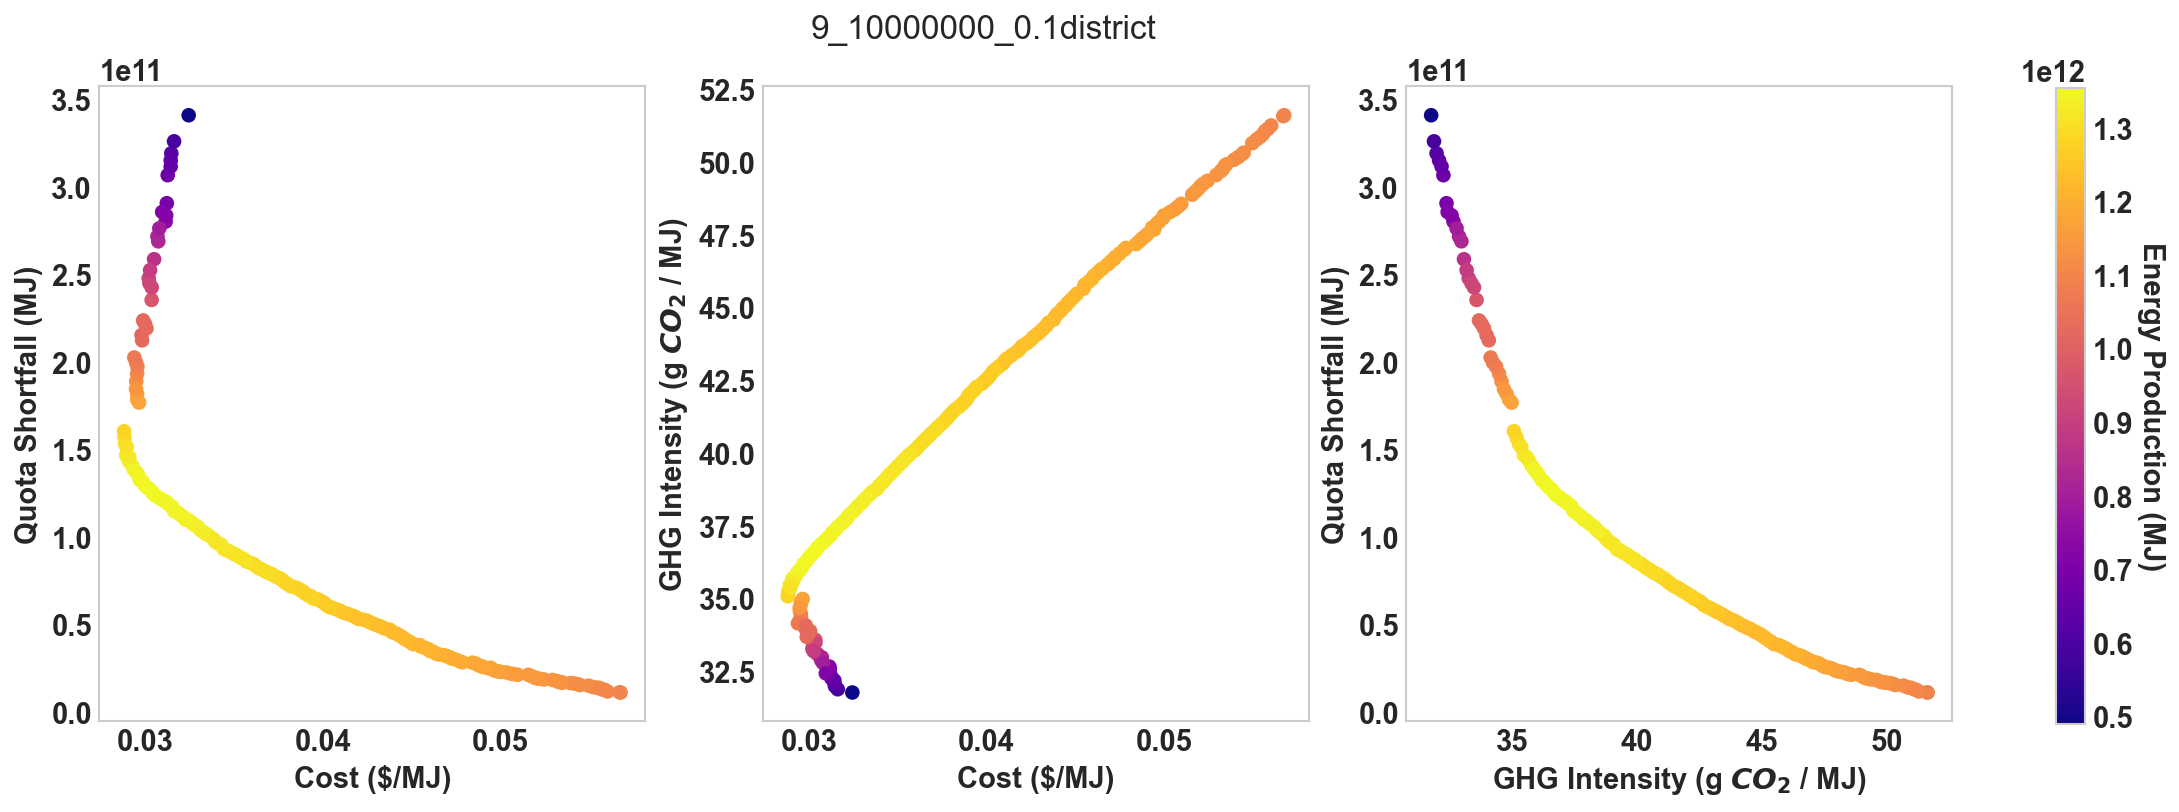 9_10000000_0.1district
1e11
3.5
3.0
2.5
2.0
1.5
1.0
0.5
0.0
Quota Shortfall (MJ)
0.03 0.04 0.05
Cost ($/MJ)
52.5
50.0
47.5
45.0
42.5
40.0
37.5
35.0
32.5
GHG Intensity (g CO₂ / MJ)
0.03 0.04 0.05
Cost ($/MJ)
1e11
3.5
3.0
2.5
2.0
1.5
1.0
0.5
0.0
Quota Shortfall (MJ)
35 40 45 50
GHG Intensity (g CO₂ / MJ)
1e12
1.3
1.2
1.1
1.0
0.9
0.8
0.7
0.6
0.5
Energy Production (MJ)